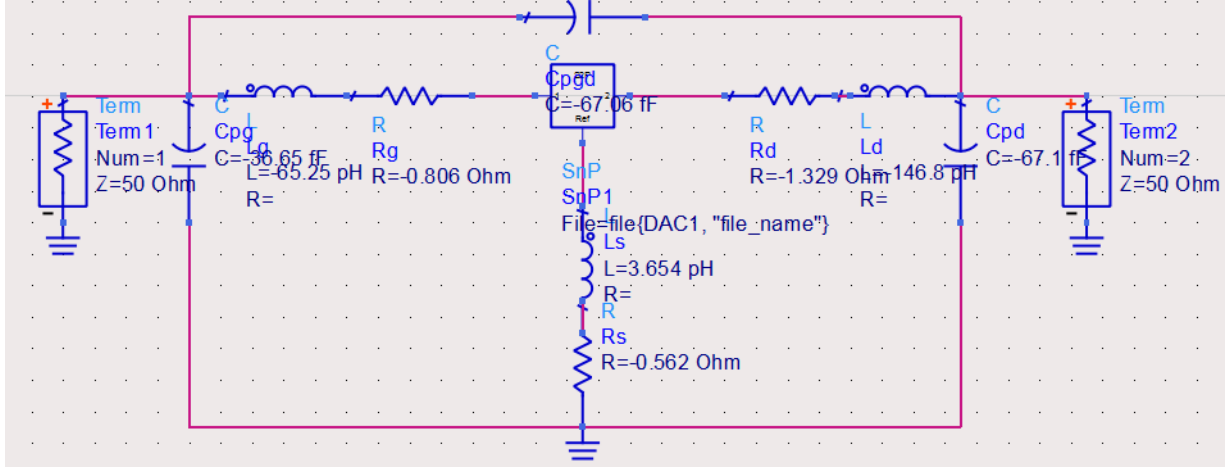 C
Cpgd
C=-67.06 fF
Ref
Term
Term1
Num=1
Z=50 Ohm
C
Cpg
C=-36.65 fF
L
Lg
L=-65.25 pH
R=
R
Rg
R=-0.806 Ohm
SnP
SnP1
File=file{DAC1, "file_name"}
L
Ls
L=3.654 pH
R=
R
Rs
R=-0.562 Ohm
R
Rd
R=-1.329 Ohm
L
Ld
L=-146.8 pH
R=
C
Cpd
C=-67.1 fF
Term
Term2
Num=2
Z=50 Ohm